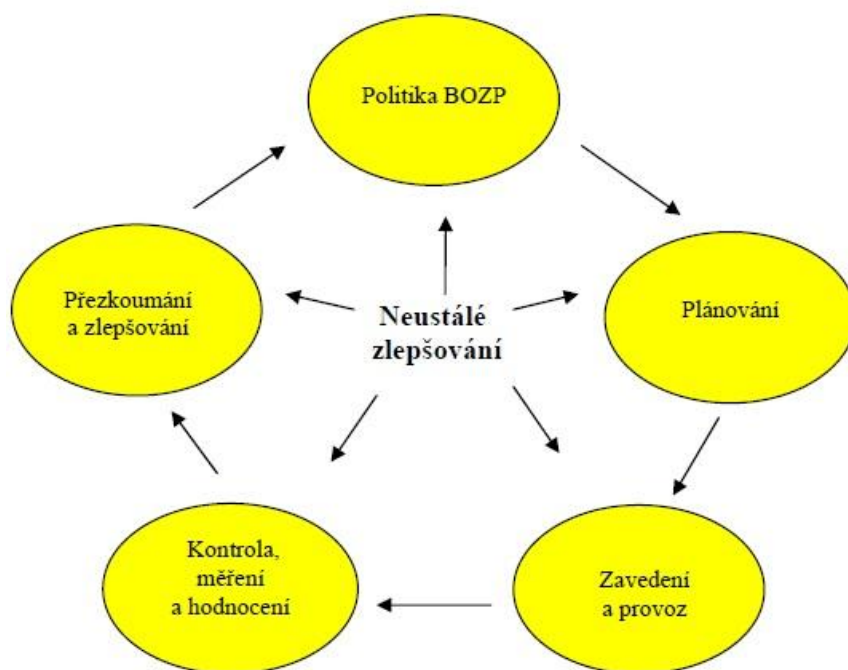 Politika BOZP
Plánování
Zavedení
a provoz
Kontrola,
měření
a hodnocení
Přezkoumání
a zlepšování
Neustálé
zlepšování